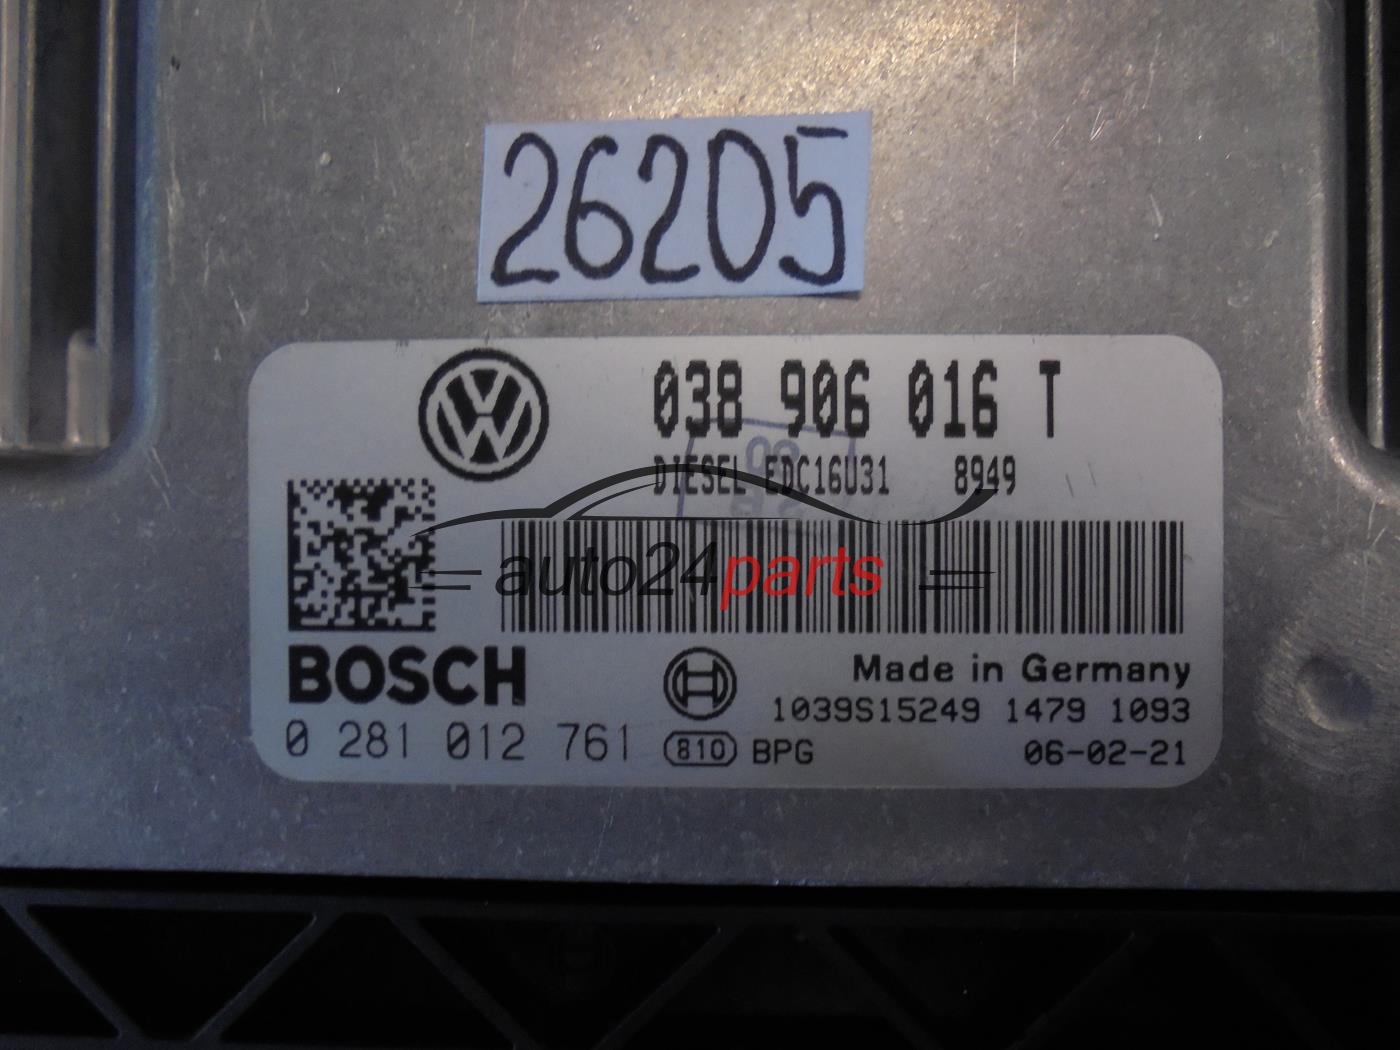 26205
038 906 016 T
DIESEL EDC16U31 8949
auto24parts
BOSCH
Made in Germany
1039S15249 1479 1093
0 281 012 761 810 BPG 06-02-21